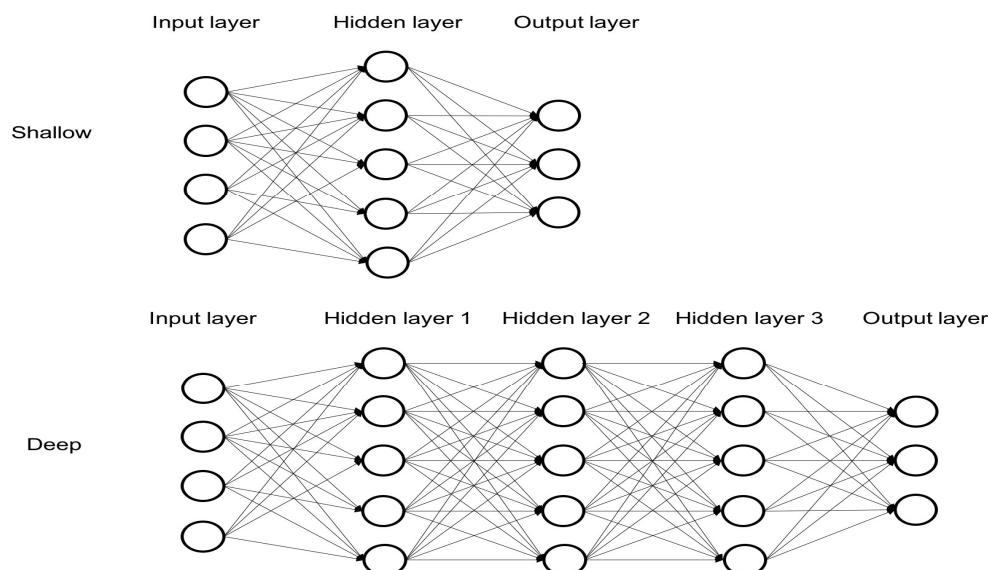 Input layer Hidden layer Output layer
Shallow
Input layer Hidden layer 1 Hidden layer 2 Hidden layer 3 Output layer
Deep